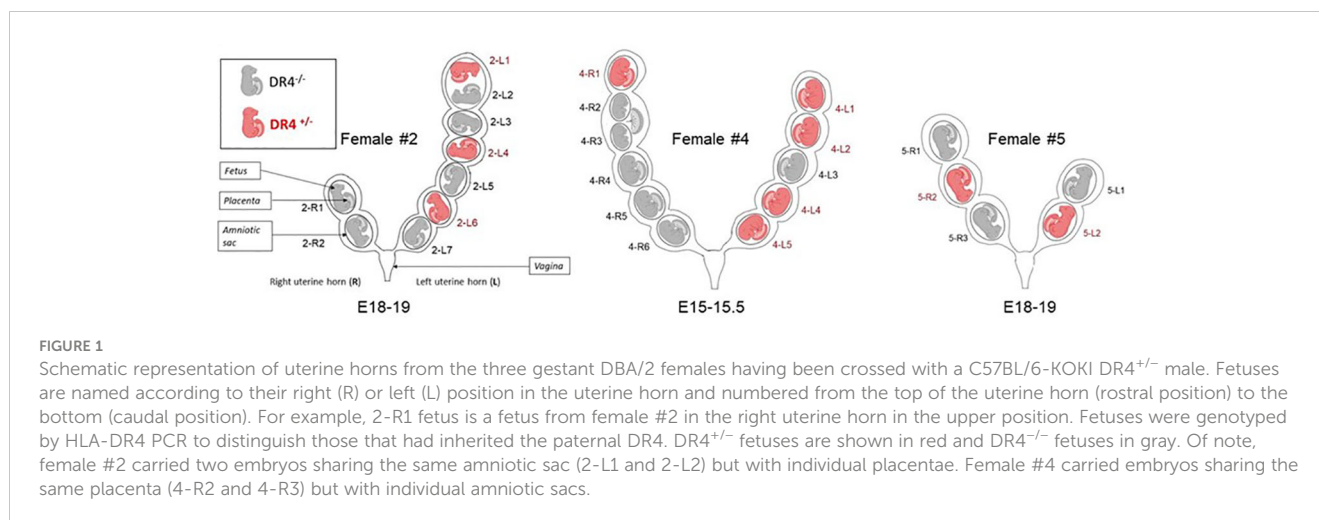 DR4-/-
DR4 +/-
Female #2
Fetus
Placenta
Amniotic
sac
2-R1
2-R2
2-L1
2-L2
2-L3
2-L4
2-L5
2-L6
2-L7
Vagina
Right uterine horn (R)
Left uterine horn (L)
E18-19
Female #4
4-R1
4-R2
4-R3
4-R4
4-R5
4-R6
4-L1
4-L2
4-L3
4-L4
4-L5
E15-15.5
Female #5
5-R1
5-R2
5-R3
5-L1
5-L2
E18-19
FIGURE 1
Schematic representation of uterine horns from the three gestant DBA/2 females having been crossed with a C57BL/6-KOKI DR4+/− male. Fetuses
are named according to their right (R) or left (L) position in the uterine horn and numbered from the top of the uterine horn (rostral position) to the
bottom (caudal position). For example, 2-R1 fetus is a fetus from female #2 in the right uterine horn in the upper position. Fetuses were genotyped
by HLA-DR4 PCR to distinguish those that had inherited the paternal DR4. DR4+/− fetuses are shown in red and DR4−/− fetuses in gray. Of note,
female #2 carried two embryos sharing the same amniotic sac (2-L1 and 2-L2) but with individual placentae. Female #4 carried embryos sharing the
same placenta (4-R2 and 4-R3) but with individual amniotic sacs.